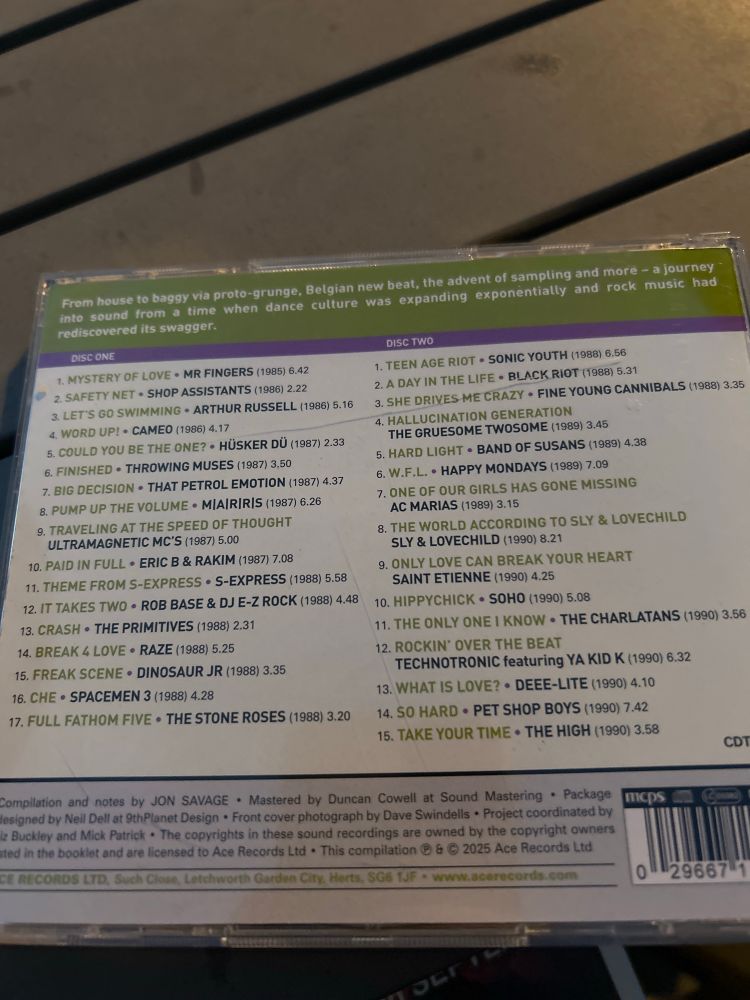 From house to baggy via proto-grunge, Belgian new beat, the advent of sampling and more – a journey
into sound from a time when dance culture was expanding exponentially and rock music had
rediscovered its swagger.
DISC ONE
1. MYSTERY OF LOVE • MR FINGERS (1985) 6.42
2. SAFETY NET • SHOP ASSISTANTS (1986) 2.22
3. LET'S GO SWIMMING • ARTHUR RUSSELL (1986) 5.16
4. WORD UP! • CAMEO (1986) 4.17
5. COULD YOU BE THE ONE? • HÜSKER DÜ (1987) 2.33
6. FINISHED • THROWING MUSES (1987) 3.50
7. BIG DECISION • THAT PETROL EMOTION (1987) 4.37
8. PUMP UP THE VOLUME • M|A|R|R|S (1987) 6.26
9. TRAVELING AT THE SPEED OF THOUGHT
ULTRAMAGNETIC MC'S (1987) 5.00
10. PAID IN FULL • ERIC B & RAKIM (1987) 7.08
11. THEME FROM S-EXPRESS • S-EXPRESS (1988) 5.58
12. IT TAKES TWO • ROB BASE & DJ E-Z ROCK (1988) 4.48
13. CRASH • THE PRIMITIVES (1988) 2.31
14. BREAK 4 LOVE • RAZE (1988) 5.25
15. FREAK SCENE • DINOSAUR JR (1988) 3.35
16. CHE • SPACEMEN 3 (1988) 4.28
17. FULL FATHOM FIVE • THE STONE ROSES (1988) 3.20
DISC TWO
1. TEEN AGE RIOT • SONIC YOUTH (1988) 6.56
2. A DAY IN THE LIFE • BLACK RIOT (1988) 5.31
3. SHE DRIVES ME CRAZY • FINE YOUNG CANNIBALS (1988) 3.35
4. HALLUCINATION GENERATION
THE GRUESOME TWOSOME (1989) 3.45
5. HARD LIGHT • BAND OF SUSANS (1989) 4.38
6. W.F.L. • HAPPY MONDAYS (1989) 7.09
7. ONE OF OUR GIRLS HAS GONE MISSING
AC MARIAS (1989) 3.15
8. THE WORLD ACCORDING TO SLY & LOVECHILD
SLY & LOVECHILD (1990) 8.21
9. ONLY LOVE CAN BREAK YOUR HEART
SAINT ETIENNE (1990) 4.25
10. HIPPYCHICK • SOHO (1990) 5.08
11. THE ONLY ONE I KNOW • THE CHARLATANS (1990) 3.56
12. ROCKIN' OVER THE BEAT
TECHNOTRONIC featuring YA KID K (1990) 6.32
13. WHAT IS LOVE? • DEEE-LITE (1990) 4.10
14. SO HARD • PET SHOP BOYS (1990) 7.42
15. TAKE YOUR TIME • THE HIGH (1990) 3.58
CDT
Compilation and notes by JON SAVAGE • Mastered by Duncan Cowell at Sound Mastering • Package
designed by Neil Dell at 9thPlanet Design • Front cover photograph by Dave Swindells • Project coordinated by
iz Buckley and Mick Patrick • The copyrights in these sound recordings are owned by the copyright owners
sted in the booklet and are licensed to Ace Records Ltd • This compilation ℗ & © 2025 Ace Records Ltd
CE RECORDS LTD, Such Close, Letchworth Garden City, Herts, SG6 1JF • www.acerecords.com
mcps
0 29667 1